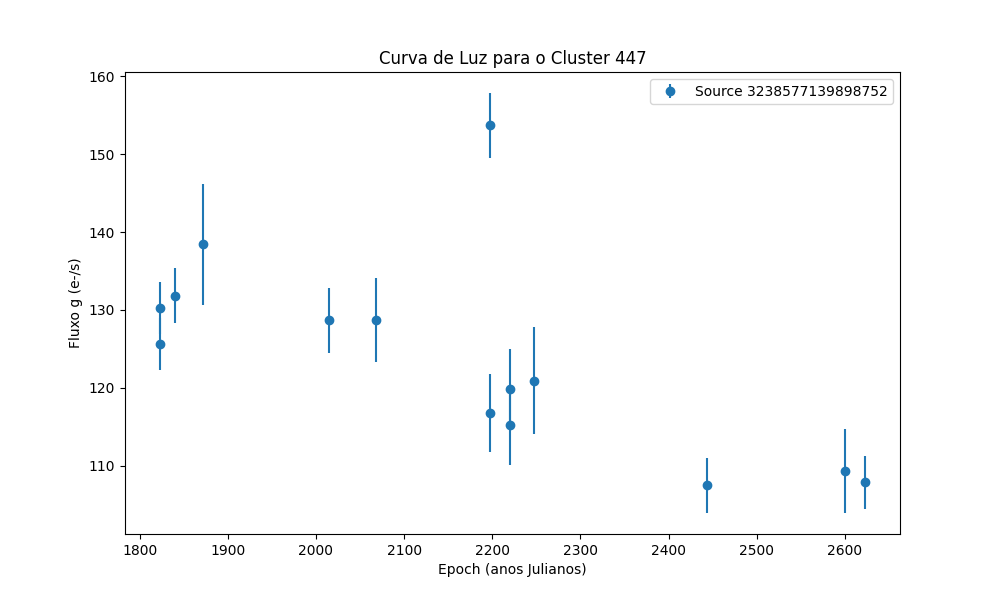 Curva de Luz para o Cluster 447
Source 3238577139898752
160
150
140
130
120
110
Fluxo g (e-/s)
1800 1900 2000 2100 2200 2300 2400 2500 2600
Epoch (anos Julianos)